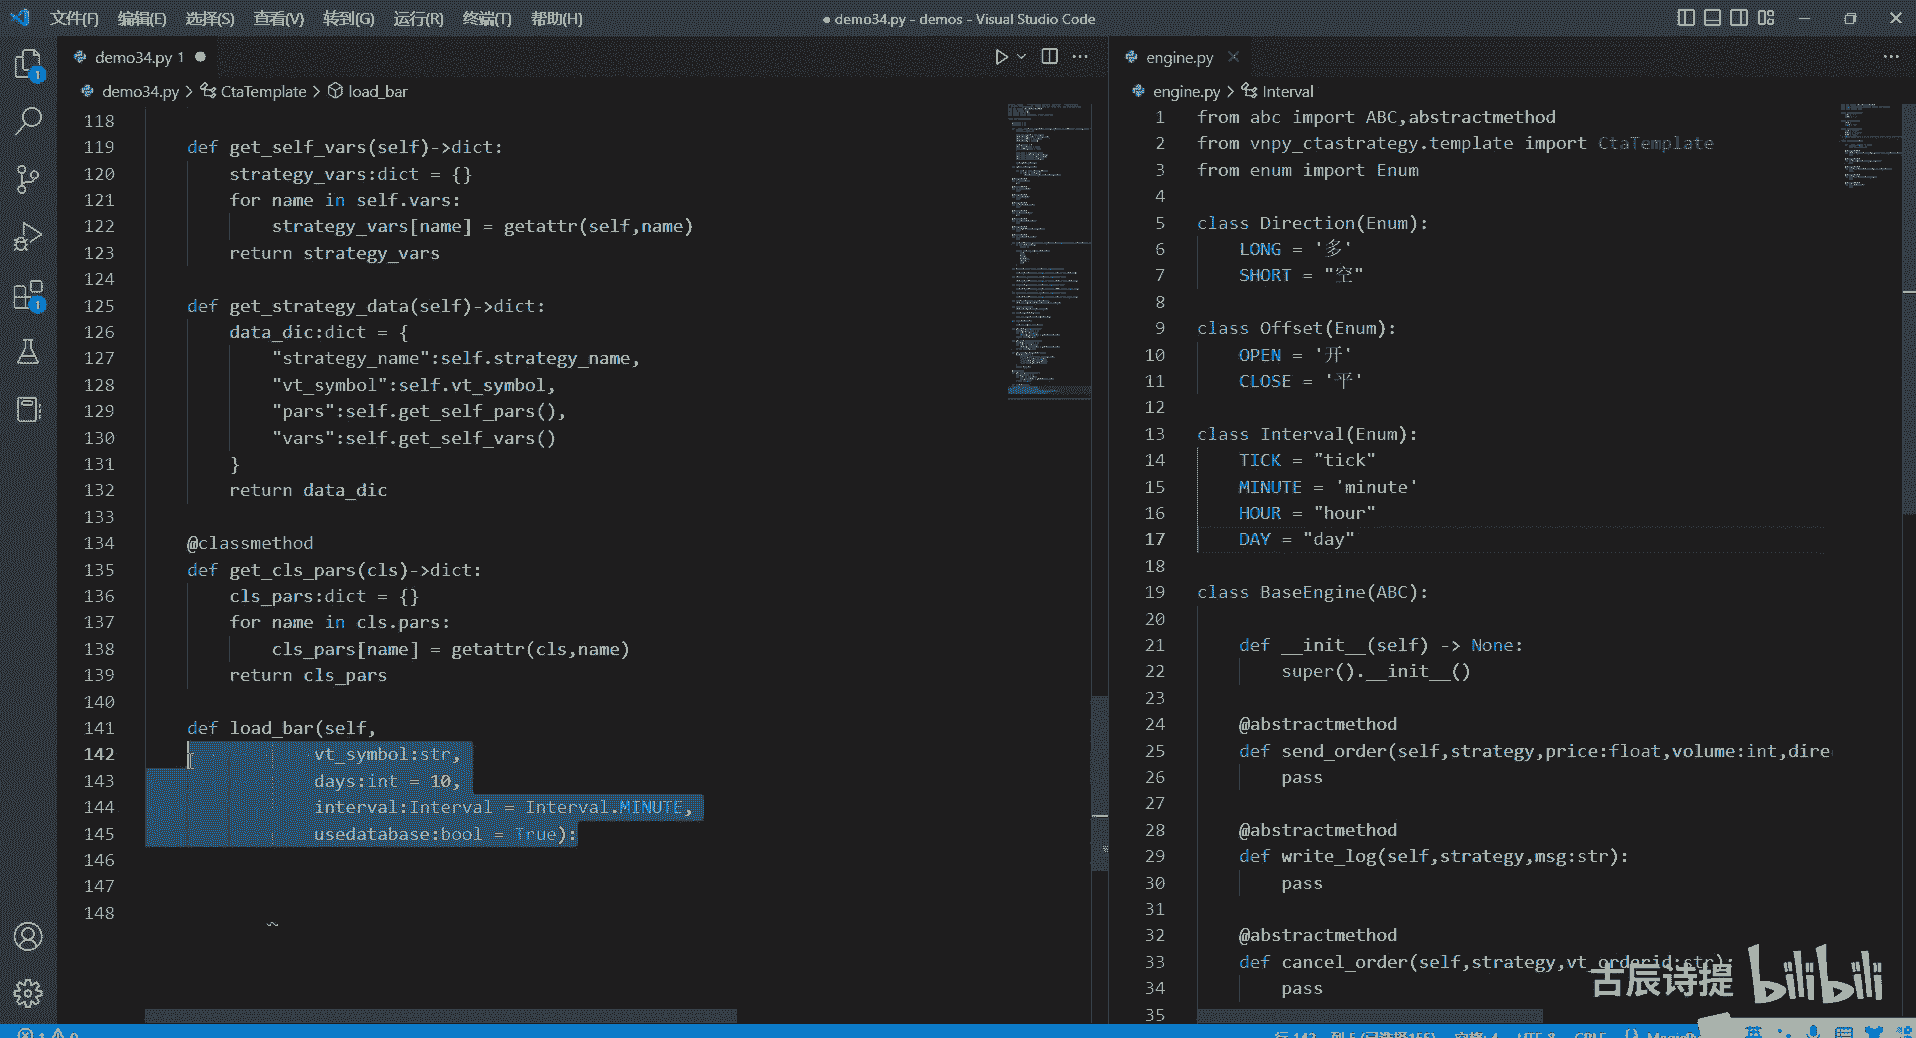 文件(F) 编辑(E) 选择(S) 查看(V) 转到(G) 运行(R) 终端(T) 帮助(H)
● demo34.py - demos - Visual Studio Code
demo34.py 1 ●
demo34.py > CtaTemplate > load_bar
118
119 def get_self_vars(self)->dict:
120 strategy_vars:dict = {}
121 for name in self.vars:
122 strategy_vars[name] = getattr(self,name)
123 return strategy_vars
124
125 def get_strategy_data(self)->dict:
126 data_dic:dict = {
127 "strategy_name":self.strategy_name,
128 "vt_symbol":self.vt_symbol,
129 "pars":self.get_self_pars(),
130 "vars":self.get_self_vars()
131 }
132 return data_dic
133
134 @classmethod
135 def get_cls_pars(cls)->dict:
136 cls_pars:dict = {}
137 for name in cls.pars:
138 cls_pars[name] = getattr(cls,name)
139 return cls_pars
140
141 def load_bar(self,
142 vt_symbol:str,
143 days:int = 10,
144 interval:Interval = Interval.MINUTE,
145 usedatabase:bool = True):
146
147
148
engine.py
engine.py > Interval
1 from abc import ABC,abstractmethod
2 from vnpy_ctastrategy.template import CtaTemplate
3 from enum import Enum
4
5 class Direction(Enum):
6 LONG = '多'
7 SHORT = "空"
8
9 class Offset(Enum):
10 OPEN = '开'
11 CLOSE = '平'
12
13 class Interval(Enum):
14 TICK = "tick"
15 MINUTE = 'minute'
16 HOUR = "hour"
17 DAY = "day"
18
19 class BaseEngine(ABC):
20
21 def __init__(self) -> None:
22 super().__init__()
23
24 @abstractmethod
25 def send_order(self,strategy,price:float,volume:int,dire
26 pass
27
28 @abstractmethod
29 def write_log(self,strategy,msg:str):
30 pass
31
32 @abstractmethod
33 def cancel_order(self,strategy,vt_orderid:str):
34 pass
35
古辰诗提 bilibili